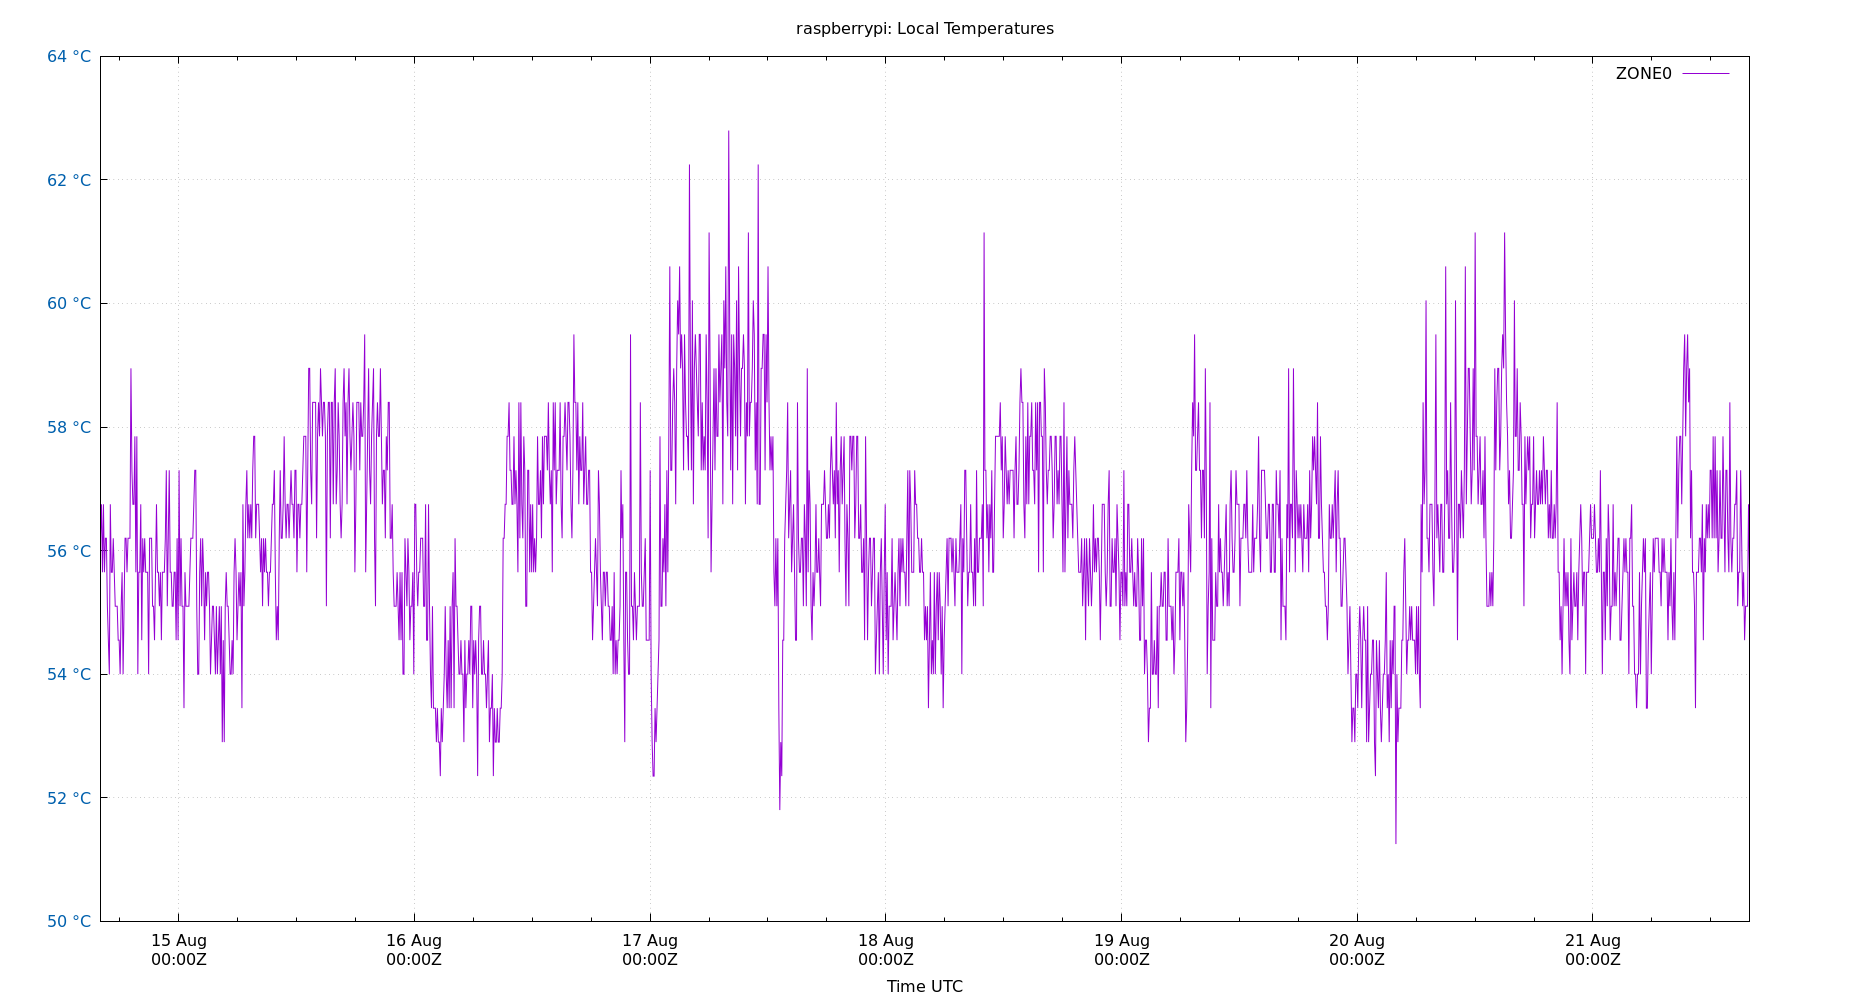 raspberrypi: Local Temperatures
64 °C
ZONE0
62 °C
60 °C
58 °C
56 °C
54 °C
52 °C
50 °C
15 Aug 16 Aug 17 Aug 18 Aug 19 Aug 20 Aug 21 Aug
00:00Z 00:00Z 00:00Z 00:00Z 00:00Z 00:00Z 00:00Z
Time UTC